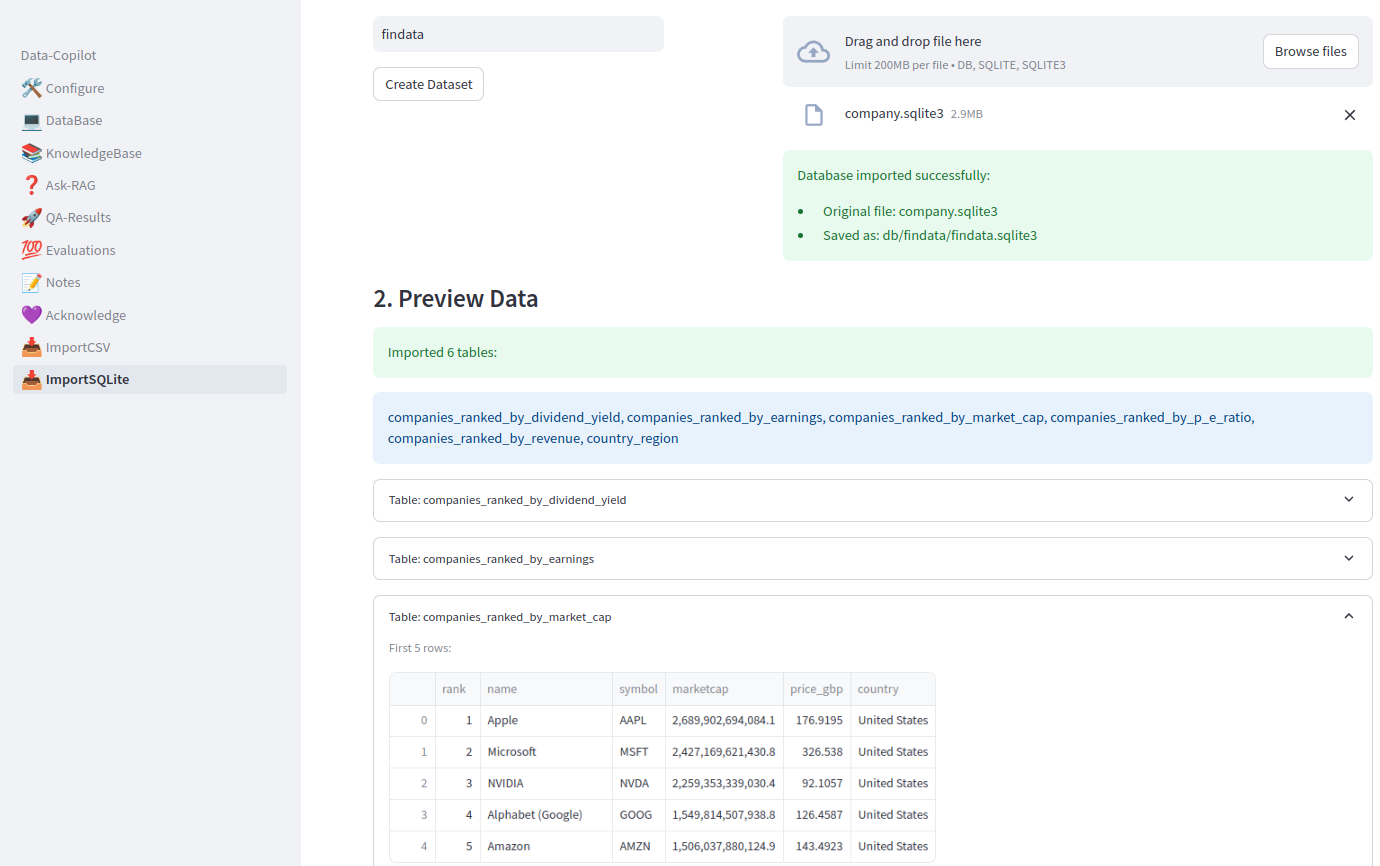 Data-Copilot
Configure
DataBase
KnowledgeBase
Ask-RAG
QA-Results
Evaluations
Notes
Acknowledge
ImportCSV
ImportSQLite
findata
Create Dataset
Drag and drop file here
Limit 200MB per file • DB, SQLITE, SQLITE3
Browse files
company.sqlite3 2.9MB
Database imported successfully:
• Original file: company.sqlite3
• Saved as: db/findata/findata.sqlite3
2. Preview Data
Imported 6 tables:
companies_ranked_by_dividend_yield, companies_ranked_by_earnings, companies_ranked_by_market_cap, companies_ranked_by_p_e_ratio,
companies_ranked_by_revenue, country_region
Table: companies_ranked_by_dividend_yield
Table: companies_ranked_by_earnings
Table: companies_ranked_by_market_cap
First 5 rows:
rank name symbol marketcap price_gbp country
0 1 Apple AAPL 2,689,902,694,084.1 176.9195 United States
1 2 Microsoft MSFT 2,427,169,621,430.8 326.538 United States
2 3 NVIDIA NVDA 2,259,353,339,030.4 92.1057 United States
3 4 Alphabet (Google) GOOG 1,549,814,507,938.8 126.4587 United States
4 5 Amazon AMZN 1,506,037,880,124.9 143.4923 United States